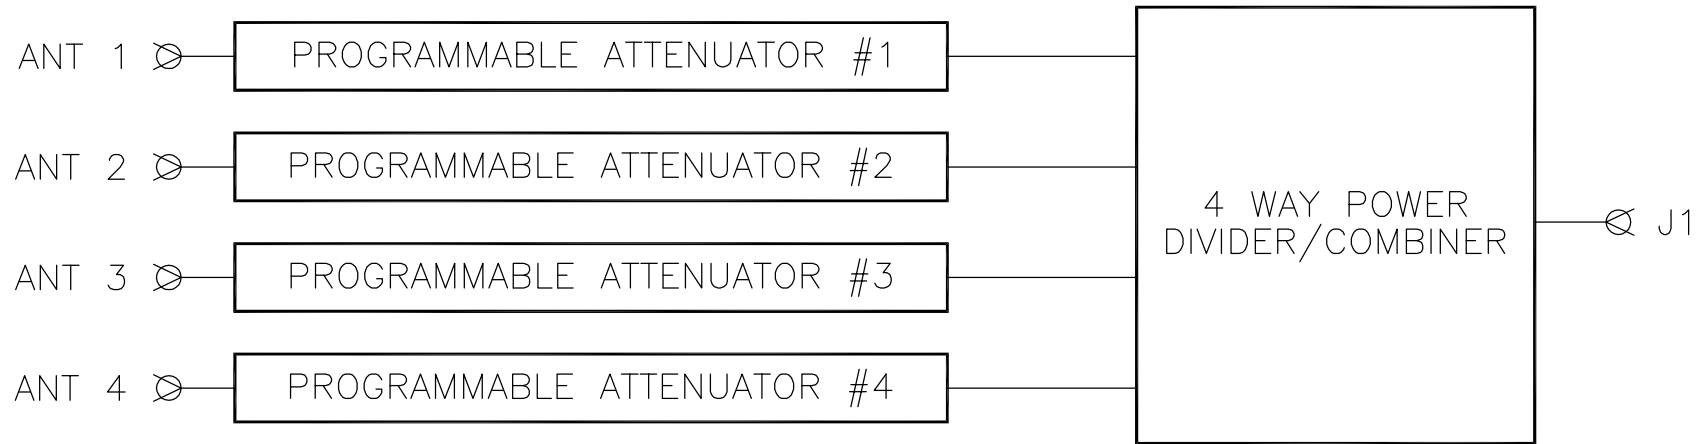 ANT 1 PROGRAMMABLE ATTENUATOR #1
ANT 2 PROGRAMMABLE ATTENUATOR #2
ANT 3 PROGRAMMABLE ATTENUATOR #3
ANT 4 PROGRAMMABLE ATTENUATOR #4
4 WAY POWER
DIVIDER/COMBINER
J1